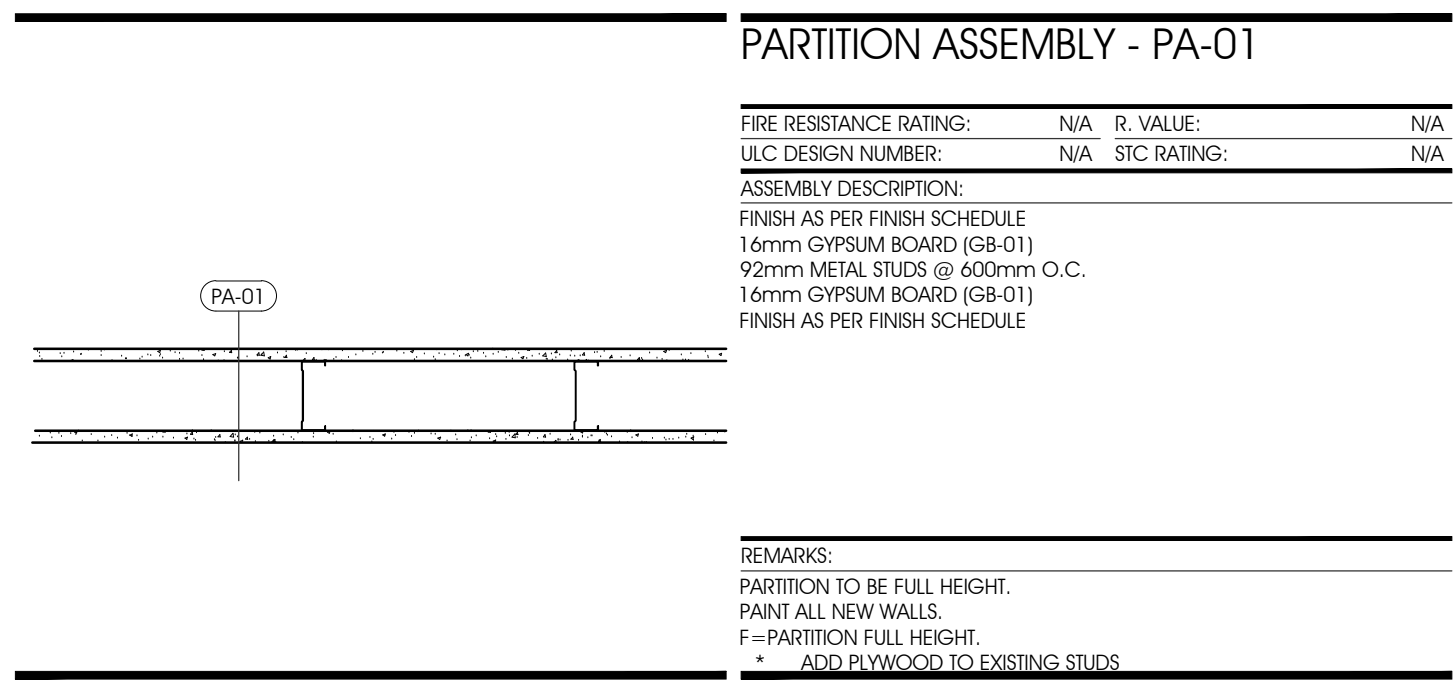 PA-01
PARTITION ASSEMBLY - PA-01
FIRE RESISTANCE RATING: N/A R. VALUE: N/A
ULC DESIGN NUMBER: N/A STC RATING: N/A
ASSEMBLY DESCRIPTION:
FINISH AS PER FINISH SCHEDULE
16mm GYPSUM BOARD (GB-01)
92mm METAL STUDS @ 600mm O.C.
16mm GYPSUM BOARD (GB-01)
FINISH AS PER FINISH SCHEDULE
REMARKS:
PARTITION TO BE FULL HEIGHT.
PAINT ALL NEW WALLS.
F=PARTITION FULL HEIGHT.
* ADD PLYWOOD TO EXISTING STUDS